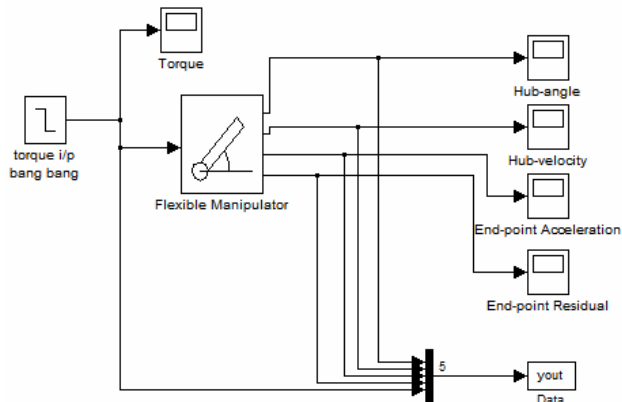 Torque
torque i/p
bang bang
Flexible Manipulator
Hub-angle
Hub-velocity
End-point Acceleration
End-point Residual
5
yout
Data